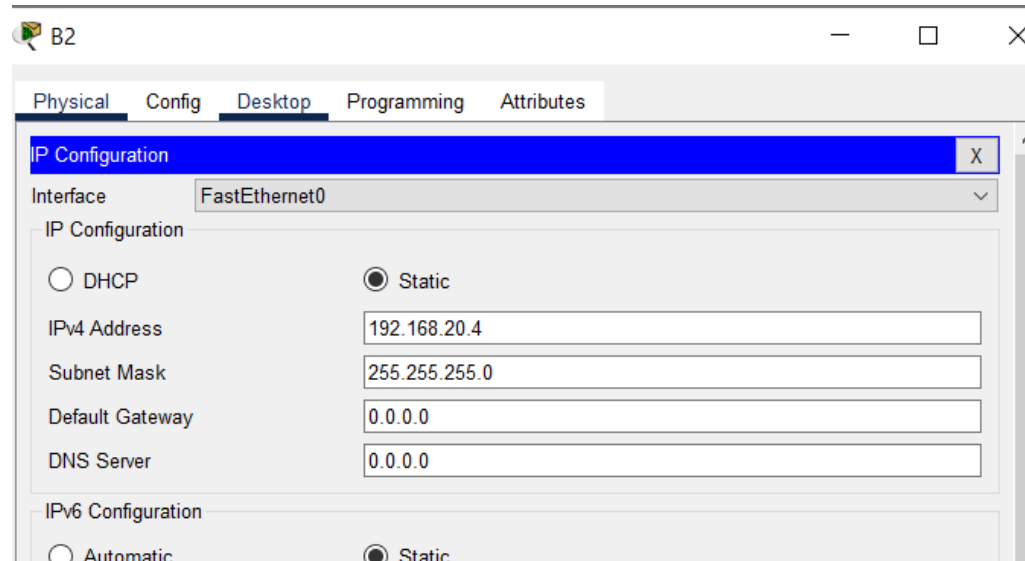 B2
Physical Config Desktop Programming Attributes
IP Configuration X
Interface FastEthernet0
IP Configuration
DHCP Static
IPv4 Address 192.168.20.4
Subnet Mask 255.255.255.0
Default Gateway 0.0.0.0
DNS Server 0.0.0.0
IPv6 Configuration
Automatic Static